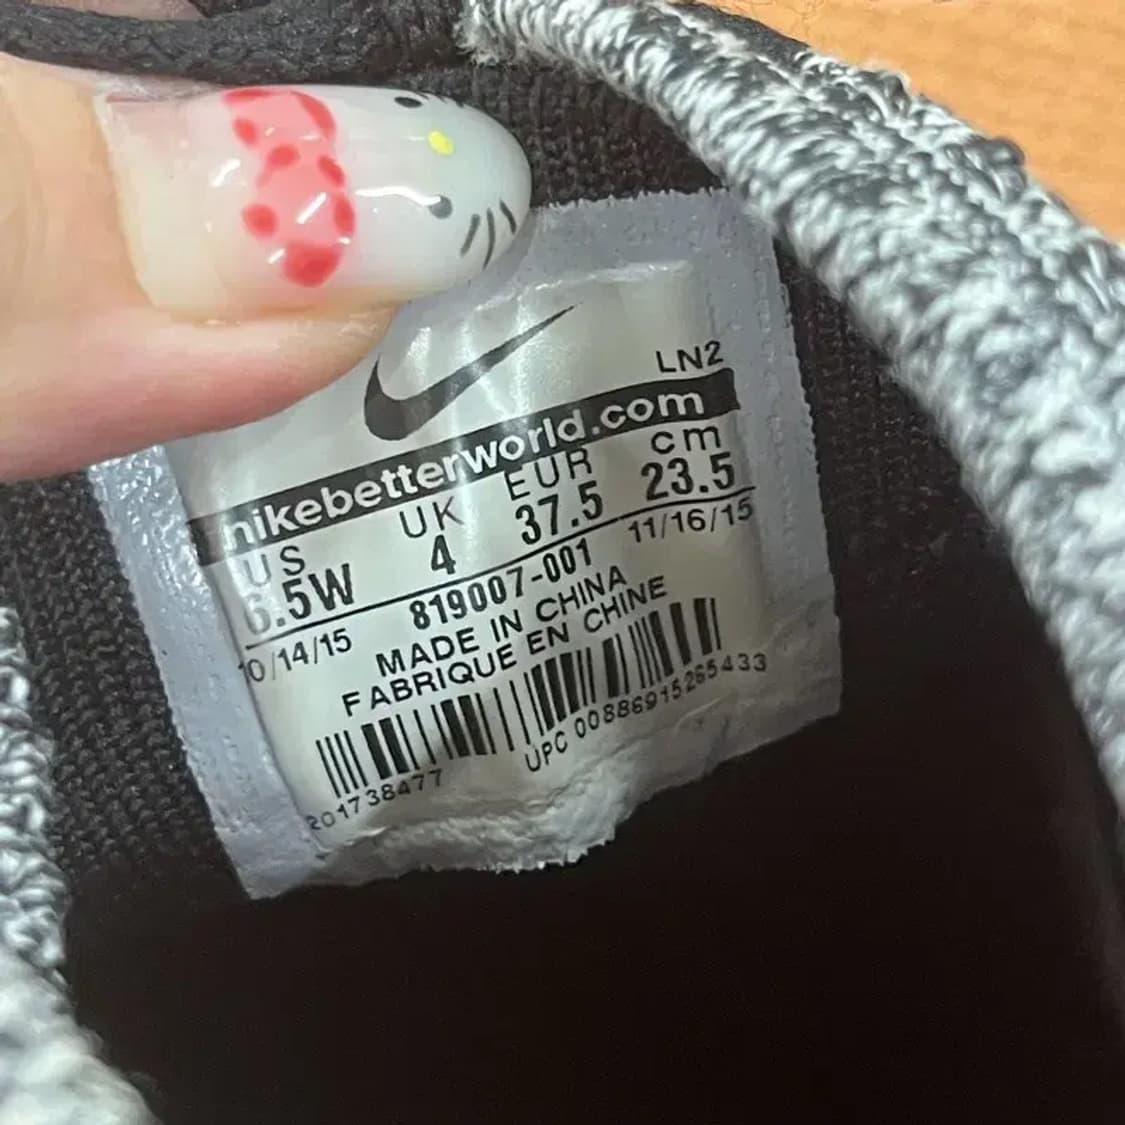 LN2
nikebetterworld.com
US UK EUR cm
6.5W 4 37.5 23.5
10/14/15 819007-001 11/16/15
MADE IN CHINA
FABRIQUE EN CHINE
201738477 UPC 00886915265433